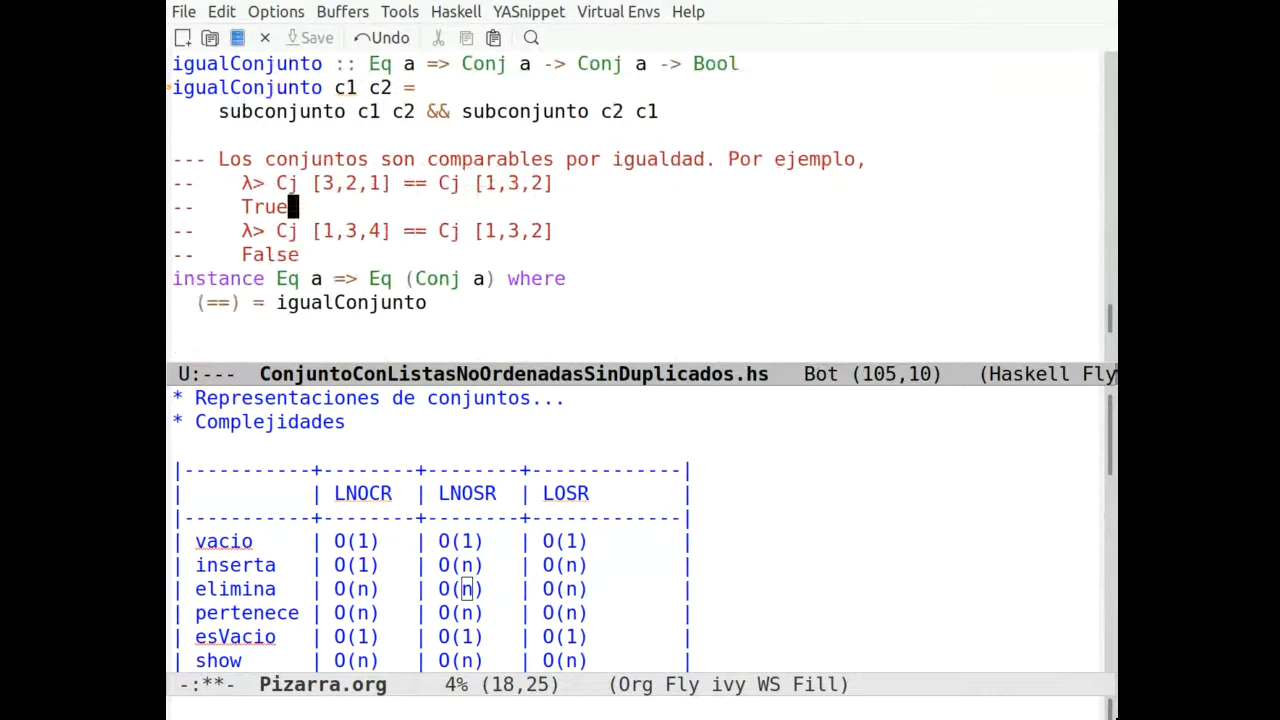 File Edit Options Buffers Tools Haskell YASnippet Virtual Envs Help
Save Undo
igualConjunto :: Eq a => Conj a -> Conj a -> Bool
igualConjunto c1 c2 =
    subconjunto c1 c2 && subconjunto c2 c1
--- Los conjuntos son comparables por igualdad. Por ejemplo,
--    λ> Cj [3,2,1] == Cj [1,3,2]
--    True
--    λ> Cj [1,3,4] == Cj [1,3,2]
--    False
instance Eq a => Eq (Conj a) where
  (==) = igualConjunto
U:---  ConjuntoConListasNoOrdenadasSinDuplicados.hs   Bot (105,10)   (Haskell Fly
* Representaciones de conjuntos...
* Complejidades
|-----------+--------+--------+-------------|
|           | LNOCR  | LNOSR  | LOSR        |
|-----------+--------+--------+-------------|
| vacio     | O(1)   | O(1)   | O(1)        |
| inserta   | O(1)   | O(n)   | O(n)        |
| elimina   | O(n)   | O(n)   | O(n)        |
| pertenece | O(n)   | O(n)   | O(n)        |
| esVacio   | O(1)   | O(1)   | O(1)        |
| show      | O(n)   | O(n)   | O(n)        |
-:**-  Pizarra.org     4% (18,25)    (Org Fly ivy WS Fill)